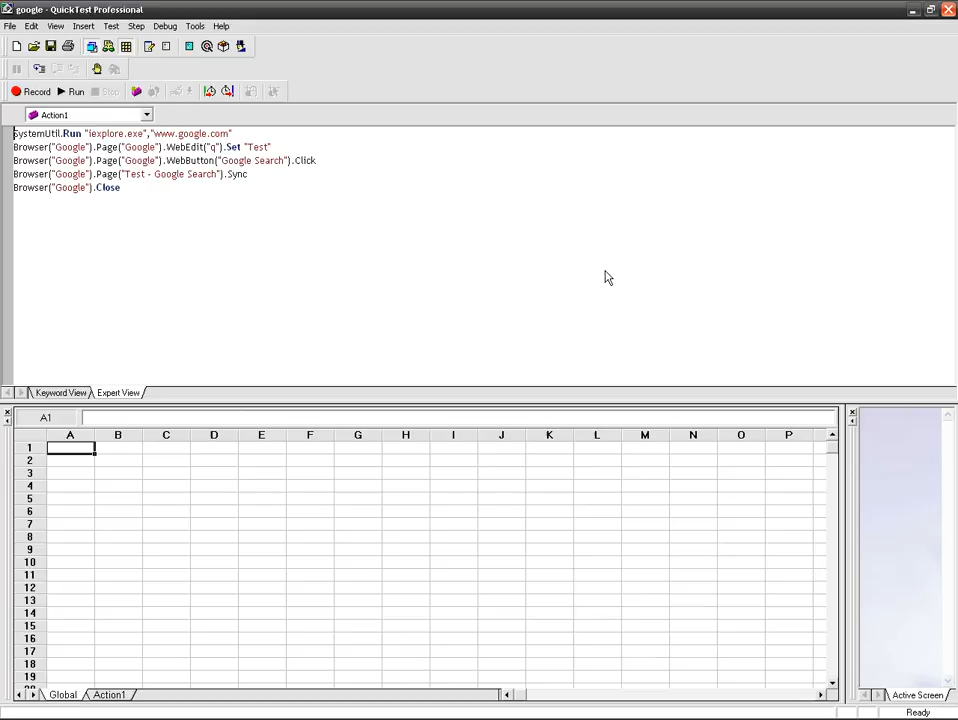 google - QuickTest Professional
File Edit View Insert Test Step Debug Tools Help
Record Run Stop
Action1
SystemUtil.Run "iexplore.exe","www.google.com"
Browser("Google").Page("Google").WebEdit("q").Set "Test"
Browser("Google").Page("Google").WebButton("Google Search").Click
Browser("Google").Page("Test - Google Search").Sync
Browser("Google").Close
Keyword View Expert View
A1
A B C D E F G H I J K L M N O P
1
2
3
4
5
6
7
8
9
10
11
12
13
14
15
16
17
18
19
Global Action1 Active Screen
Ready